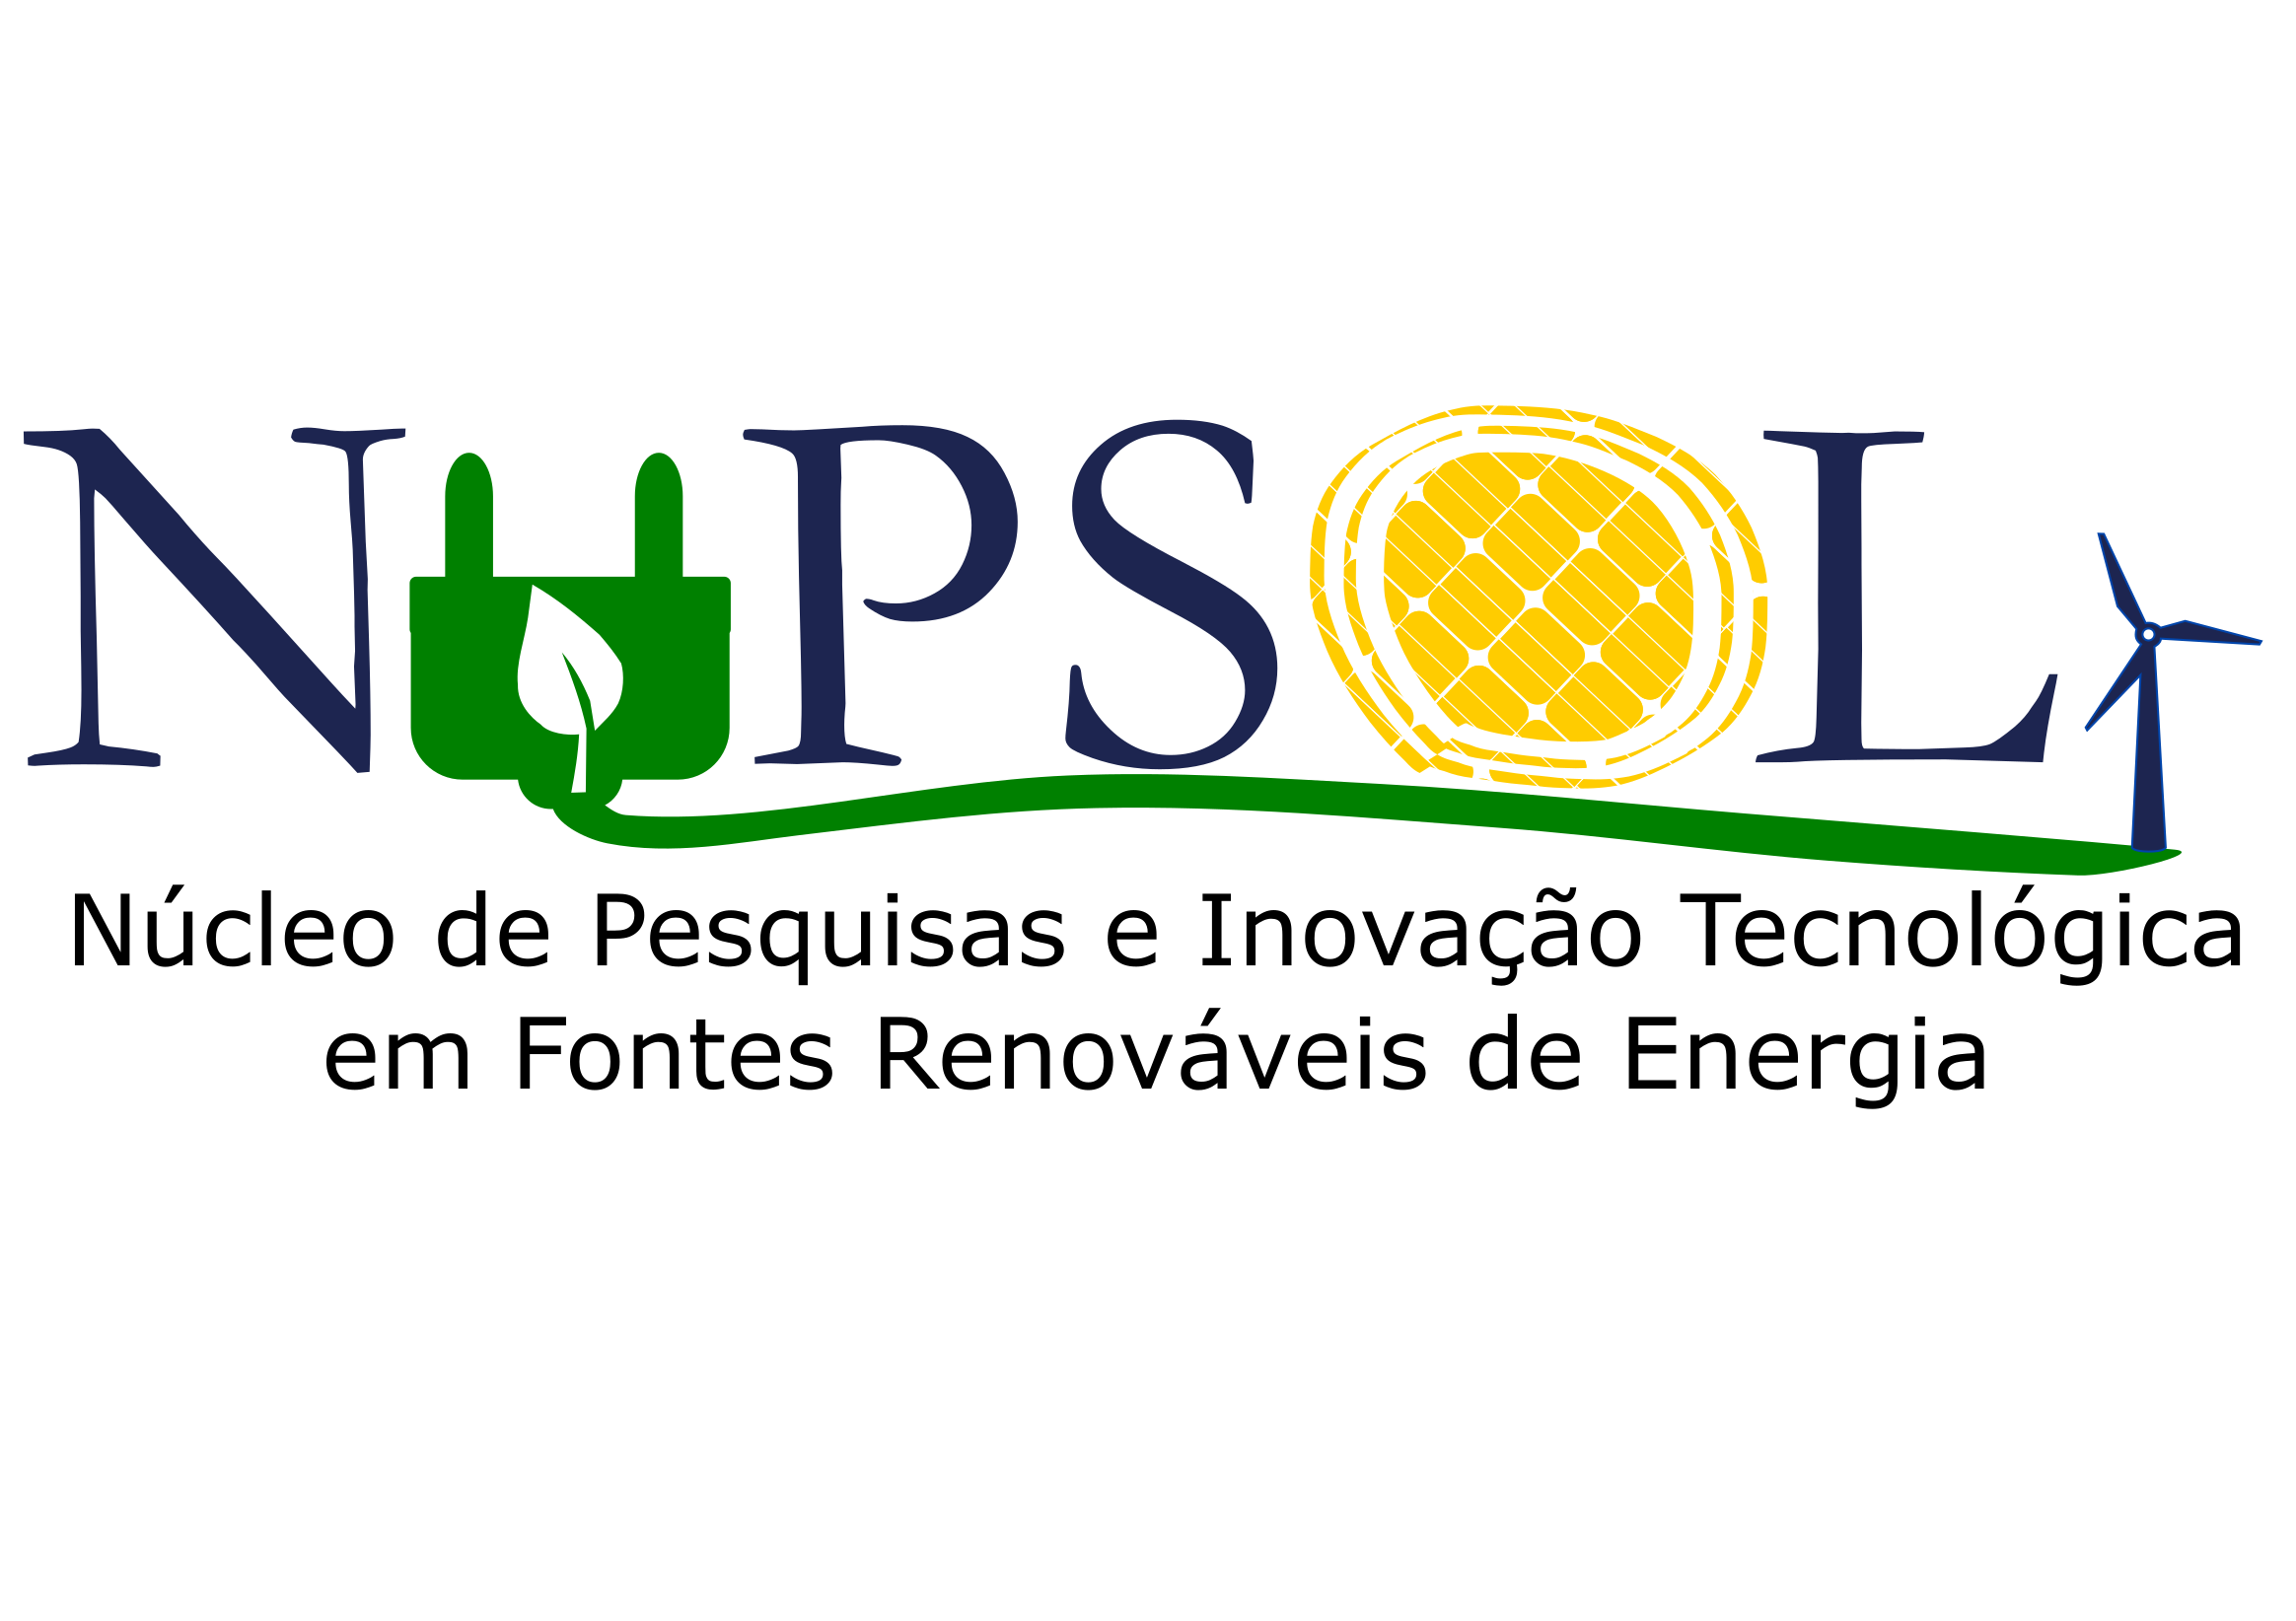 NUPSOL
Núcleo de Pesquisas e Inovação Tecnológica
em Fontes Renováveis de Energia